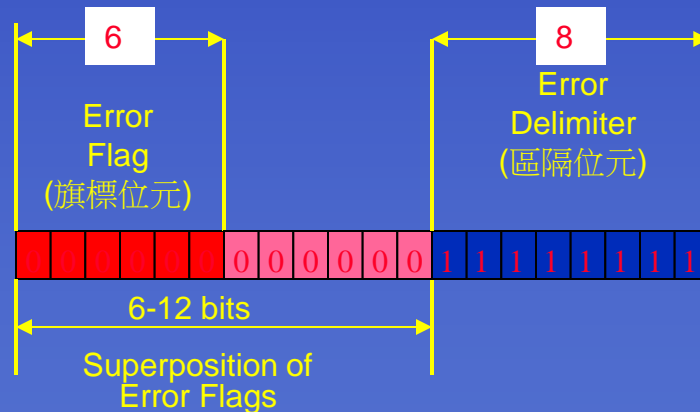 6
8
Error
Flag
(旗標位元)
Error
Delimiter
(區隔位元)
0 0 0 0 0 0 0 0 0 0 0 0 1 1 1 1 1 1 1 1
6-12 bits
Superposition of
Error Flags